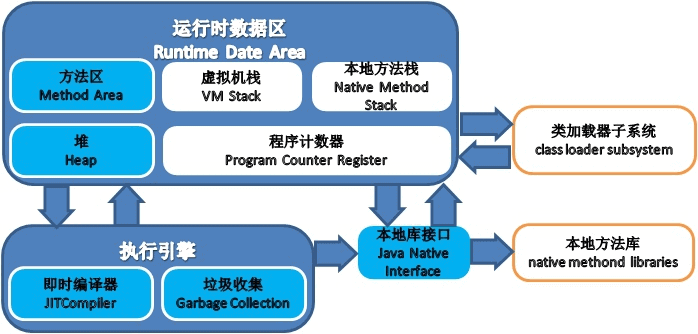 运行时数据区
Runtime Date Area
方法区
Method Area
虚拟机栈
VM Stack
本地方法栈
Native Method
Stack
堆
Heap
程序计数器
Program Counter Register
类加载器子系统
class loader subsystem
执行引擎
即时编译器
JITCompiler
垃圾收集
Garbage Collection
本地库接口
Java Native
Interface
本地方法库
native methond libraries